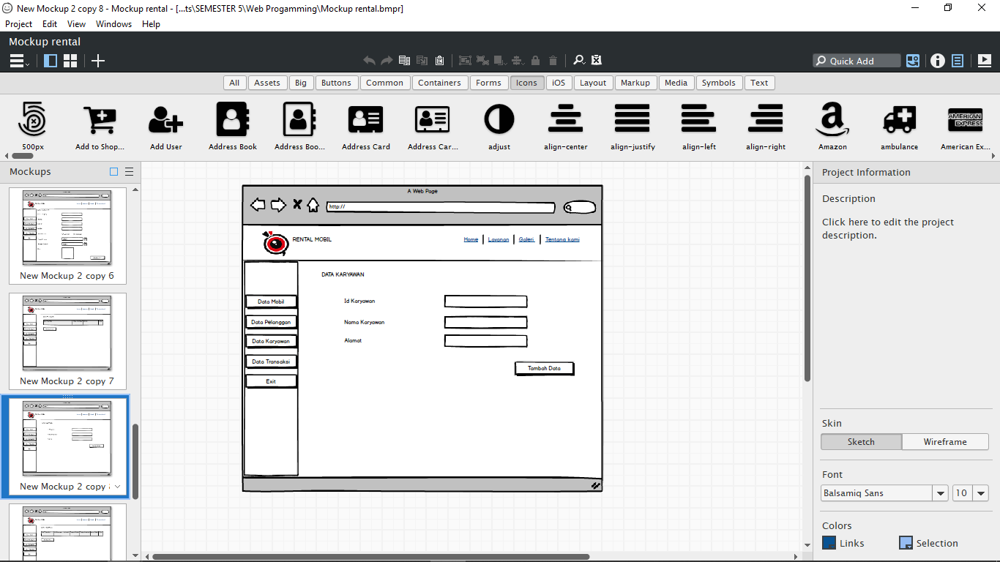 New Mockup 2 copy 8 - Mockup rental - [...ts\SEMESTER 5\Web Progamming\Mockup rental.bmpr]
Project Edit View Windows Help
Mockup rental
Quick Add
All Assets Big Buttons Common Containers Forms Icons iOS Layout Markup Media Symbols Text
AMERICAN EXPRESS
500px Add to Shop... Add User Address Book Address Boo... Address Card Address Car... adjust align-center align-justify align-left align-right Amazon ambulance American Ex...
Mockups
New Mockup 2 copy 6
New Mockup 2 copy 7
New Mockup 2 copy
A Web Page
http://
RENTAL MOBIL
Home Layanan Galeri Tentang kami
DATA KARYAWAN
Data Mobil
Data Pelanggan
Data Karyawan
Data Transaksi
Exit
Id Karyawan
Nama Karyawan
Alamat
Tambah Data
Project Information
Description
Click here to edit the project
description.
Skin
Sketch Wireframe
Font
Balsamiq Sans 10
Colors
Links Selection